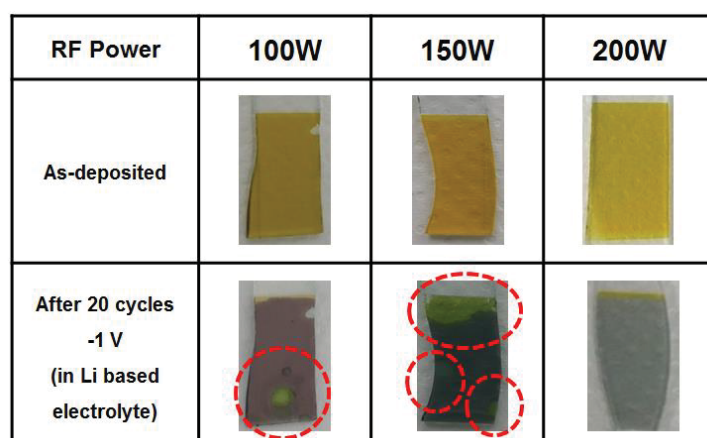 RF Power 100W 150W 200W
As-deposited
After 20 cycles
-1 V
(in Li based
electrolyte)